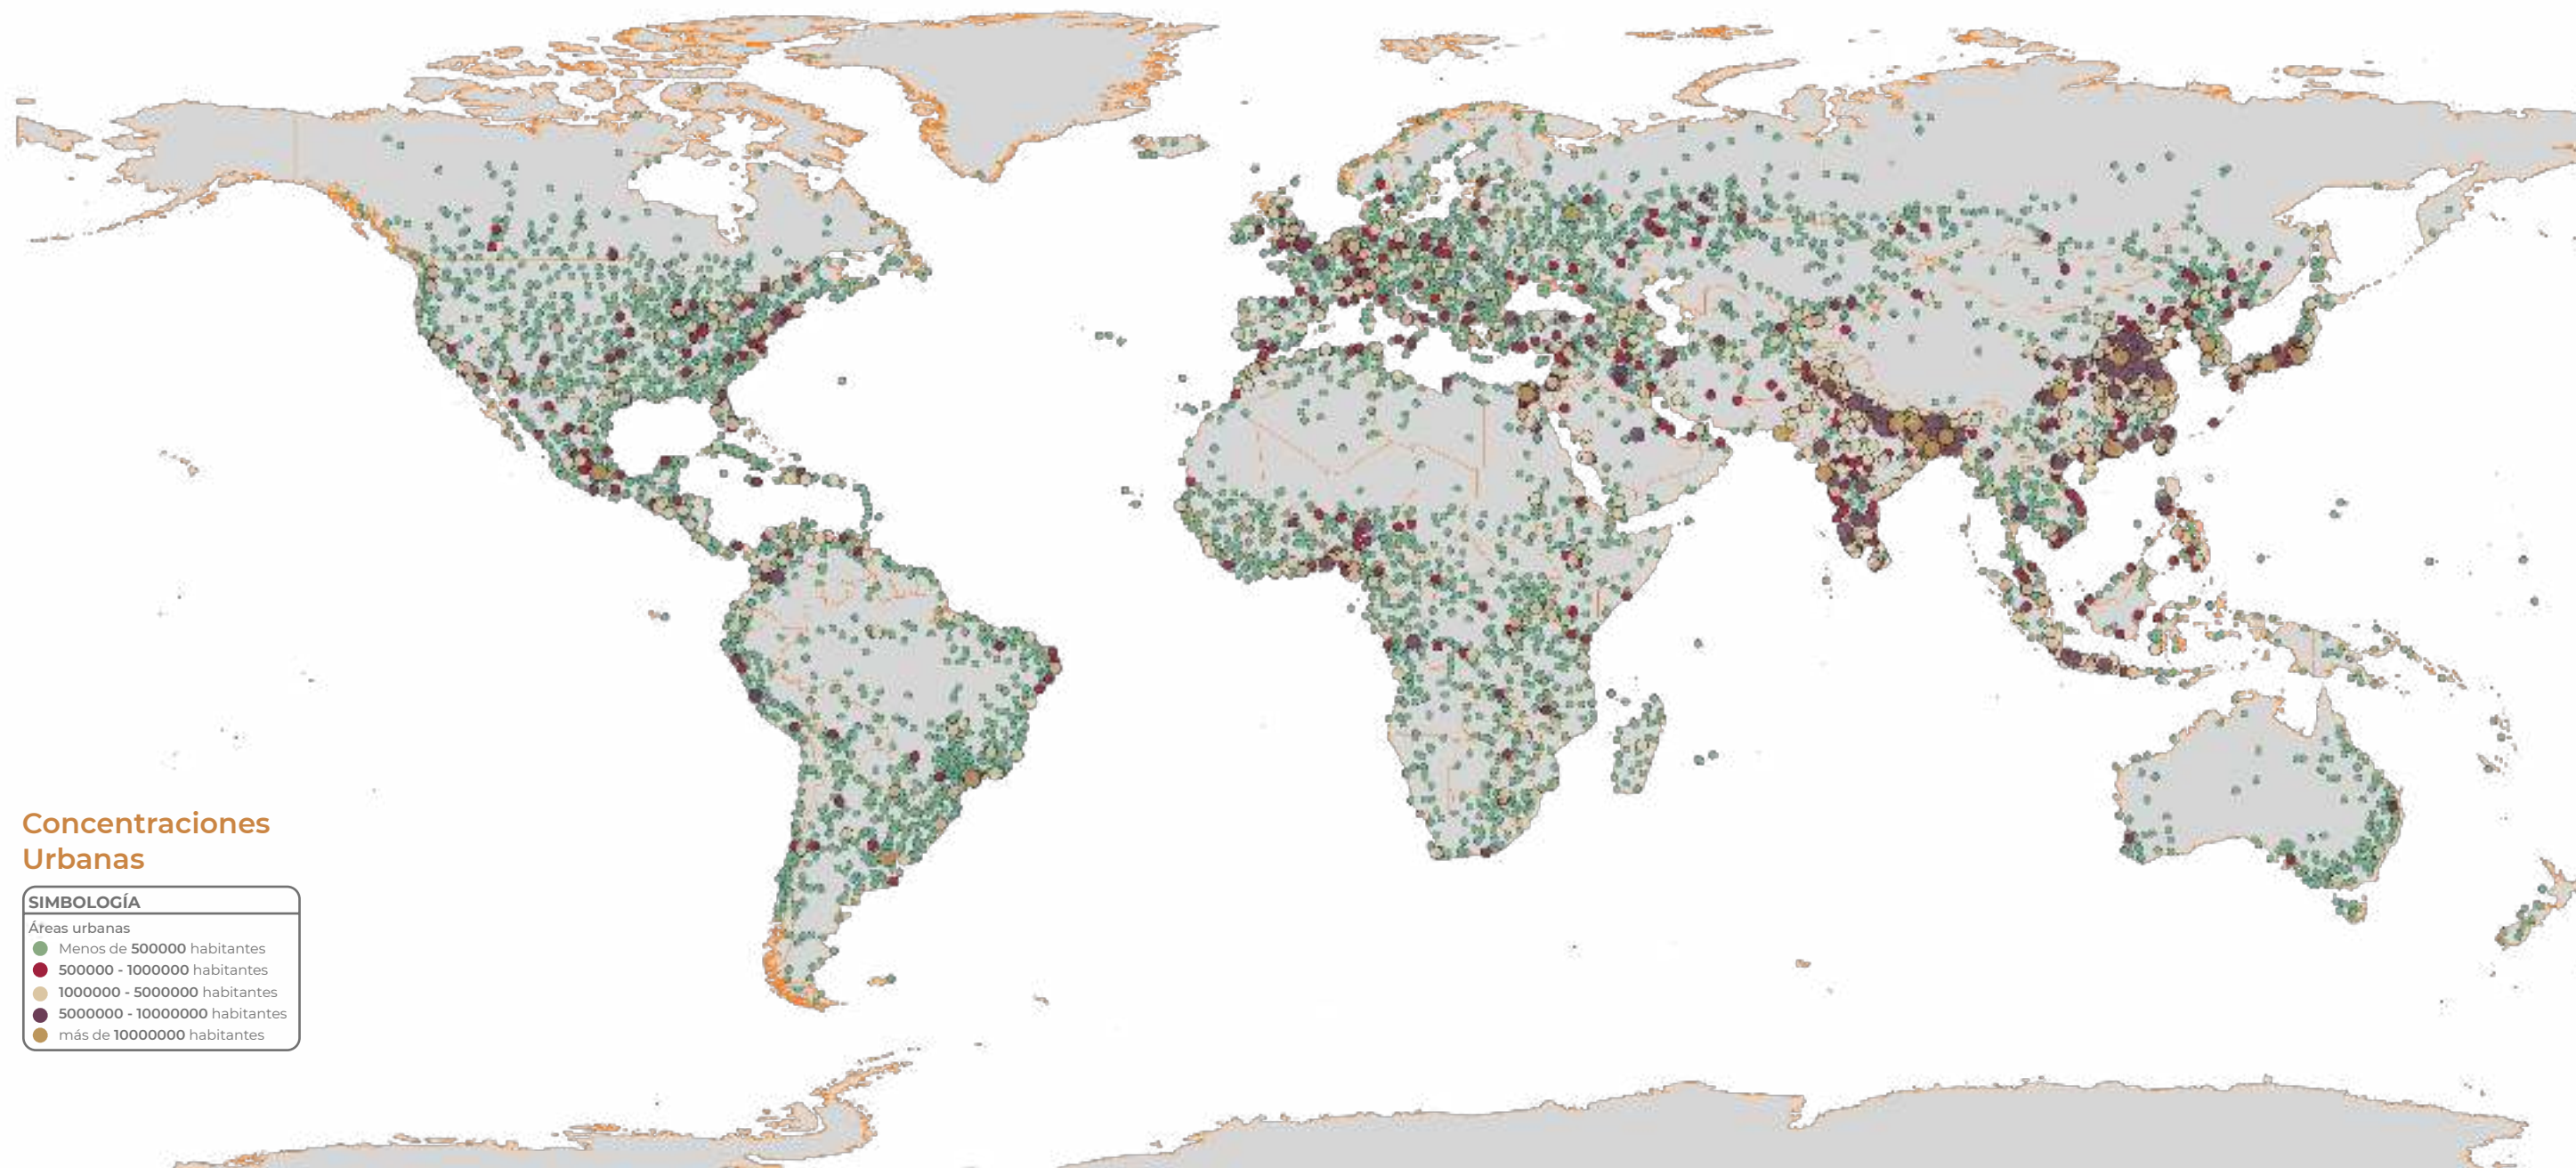 Concentraciones
Urbanas
SIMBOLOGÍA
Áreas urbanas
Menos de 500000 habitantes
500000 - 1000000 habitantes
1000000 - 5000000 habitantes
5000000 - 10000000 habitantes
más de 10000000 habitantes